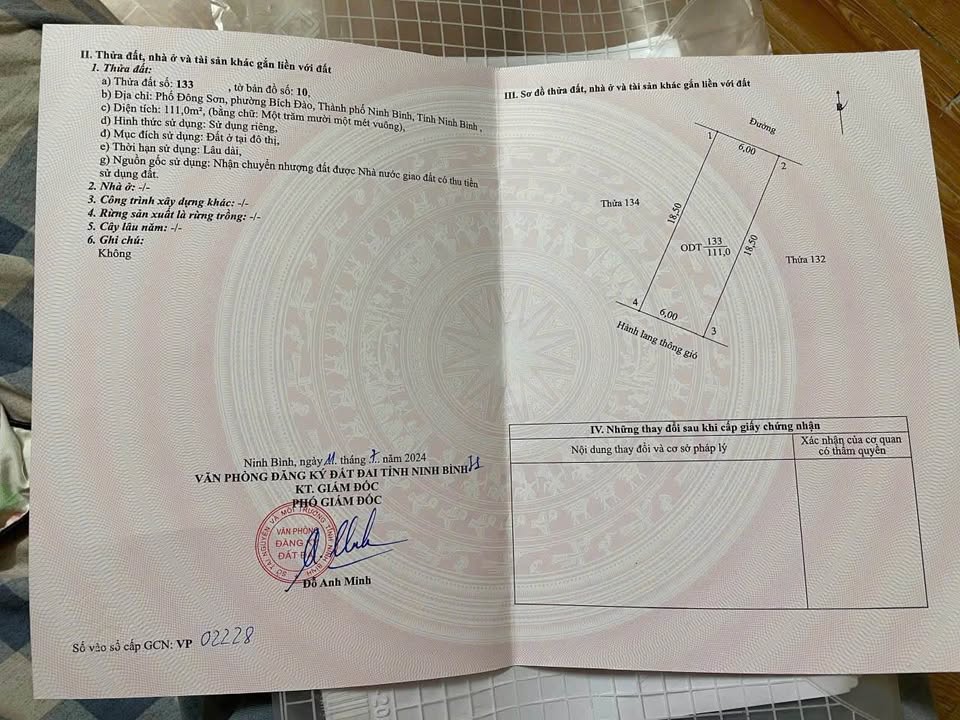 II. Thửa đất, nhà ở và tài sản khác gắn liền với đất
1. Thửa đất:
a) Thửa đất số: 133 , tờ bản đồ số: 10,
b) Địa chỉ: Phố Đông Sơn, phường Bích Đào, Thành phố Ninh Bình, Tỉnh Ninh Bình ,
c) Diện tích: 111,0m², (bằng chữ: Một trăm mười một mét vuông),
d) Hình thức sử dụng: Sử dụng riêng,
đ) Mục đích sử dụng: Đất ở tại đô thị,
e) Thời hạn sử dụng: Lâu dài,
g) Nguồn gốc sử dụng: Nhận chuyển nhượng đất được Nhà nước giao đất có thu tiền
sử dụng đất.
2. Nhà ở: -/-
3. Công trình xây dựng khác: -/-
4. Rừng sản xuất là rừng trồng: -/-
5. Cây lâu năm: -/-
6. Ghi chú:
Không
Ninh Bình, ngày 11 tháng 7 năm 2024
VĂN PHÒNG ĐĂNG KÝ ĐẤT ĐAI TỈNH NINH BÌNH
KT. GIÁM ĐỐC
PHÓ GIÁM ĐỐC
VĂN PHÒNG
ĐĂNG
ĐẤT
Đỗ Anh Minh
Số vào sổ cấp GCN: VP 02228
III. Sơ đồ thửa đất, nhà ở và tài sản khác gắn liền với đất
Đường
1
6,00
2
Thửa 134
18,50
ODT 133
111,0
18,50
Thửa 132
4
6,00
3
Hành lang thông gió
IV. Những thay đổi sau khi cấp giấy chứng nhận
Nội dung thay đổi và cơ sở pháp lý
Xác nhận của cơ quan
có thẩm quyền
20